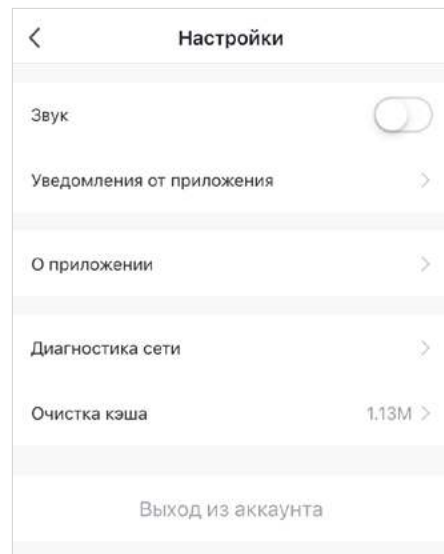 Настройки
Звук
Уведомления от приложения
О приложении
Диагностика сети
Очистка кэша 1.13M
Выход из аккаунта